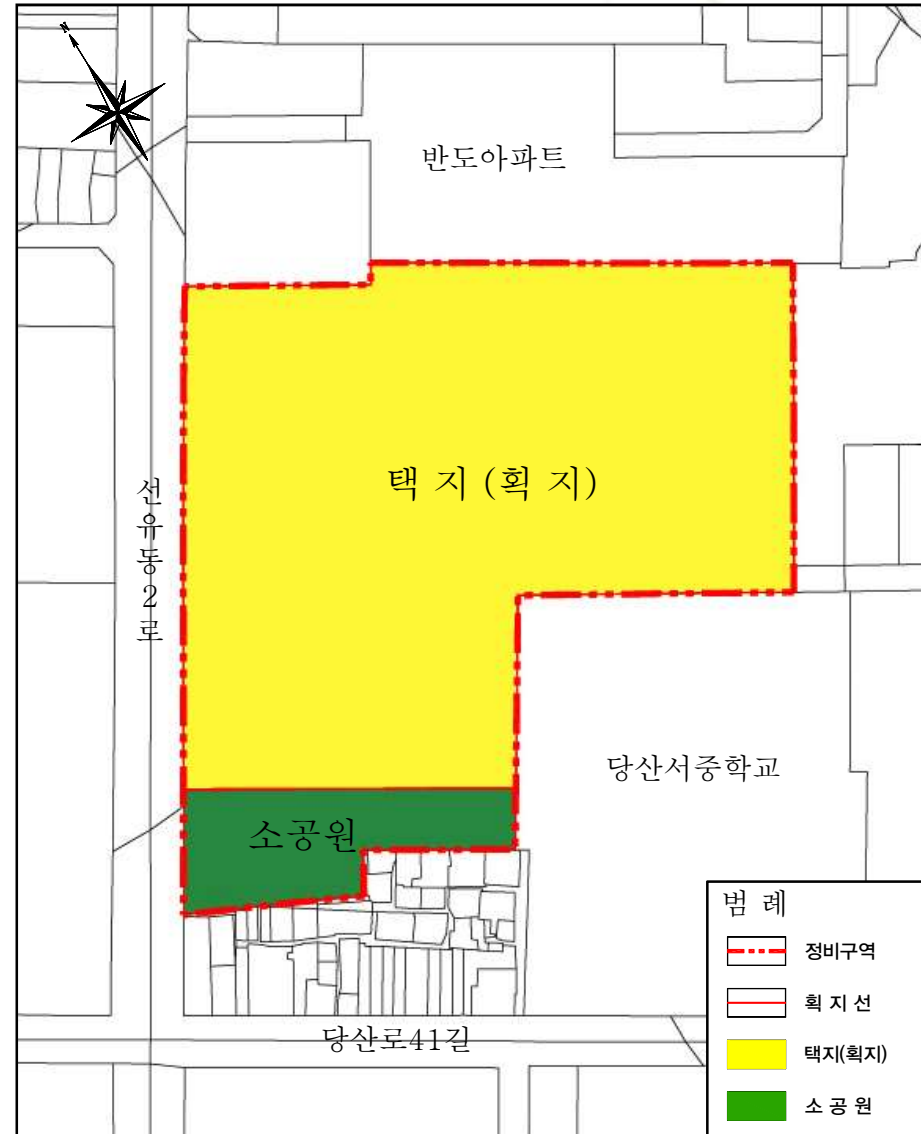 N
반도아파트
택 지 (획 지)
선유동2로
당산서중학교
소공원
당산로41길
범 례
정비구역
획 지 선
택지(획지)
소 공 원